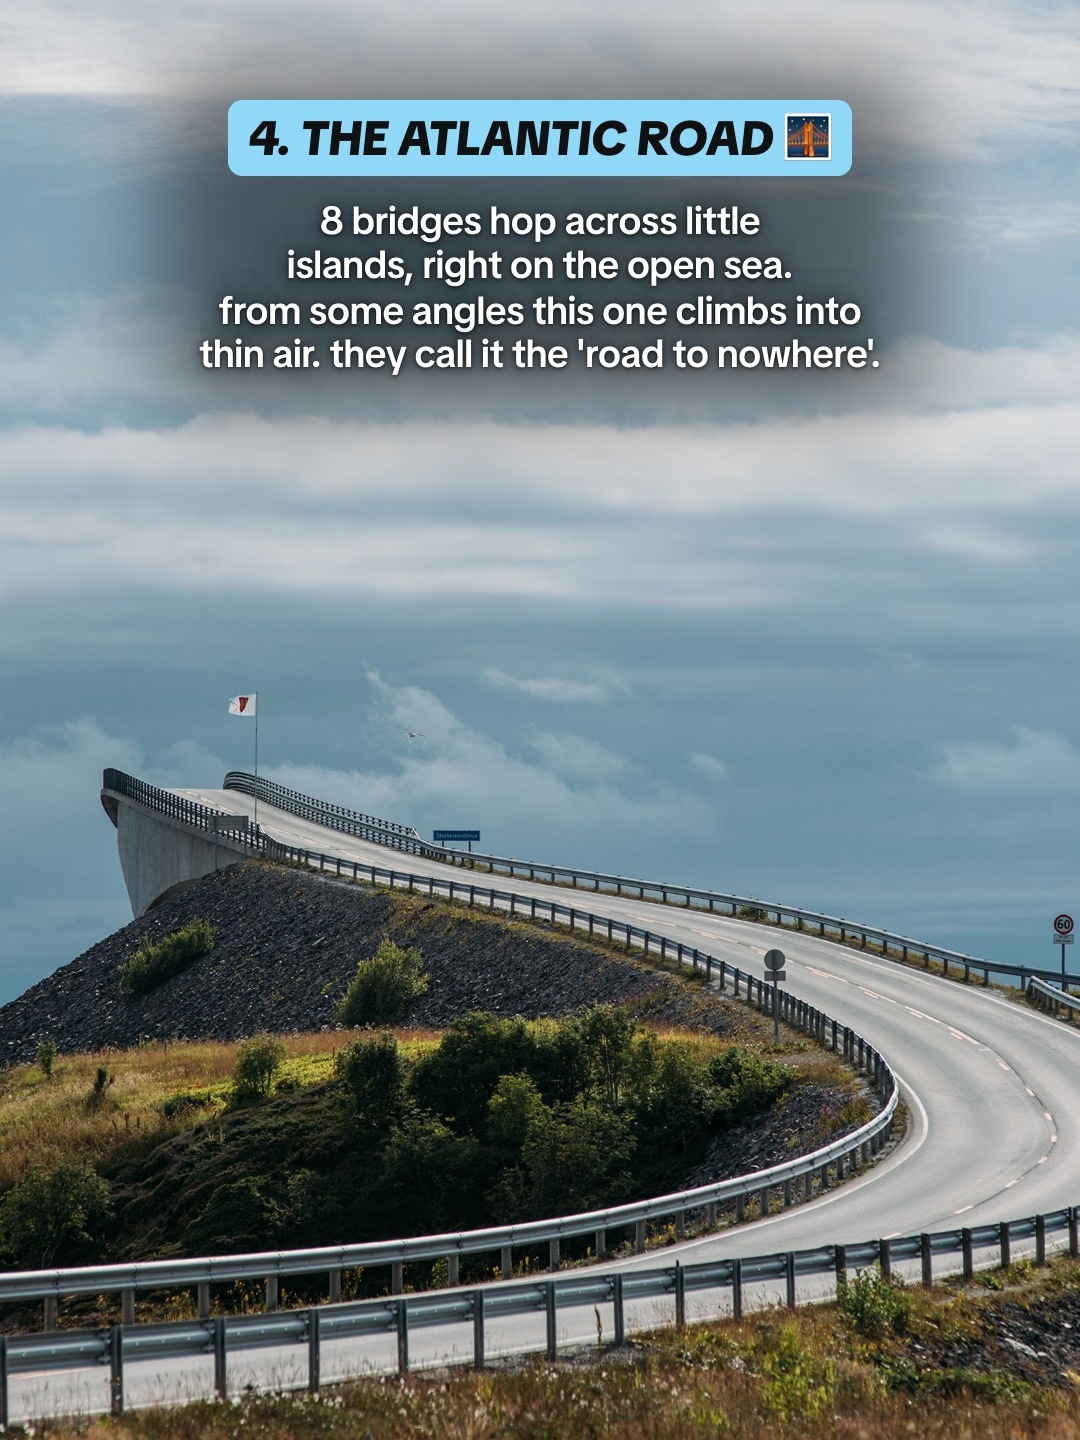 4. THE ATLANTIC ROAD
8 bridges hop across little
islands, right on the open sea.
from some angles this one climbs into
thin air. they call it the 'road to nowhere'.
Storseisundbrua
60